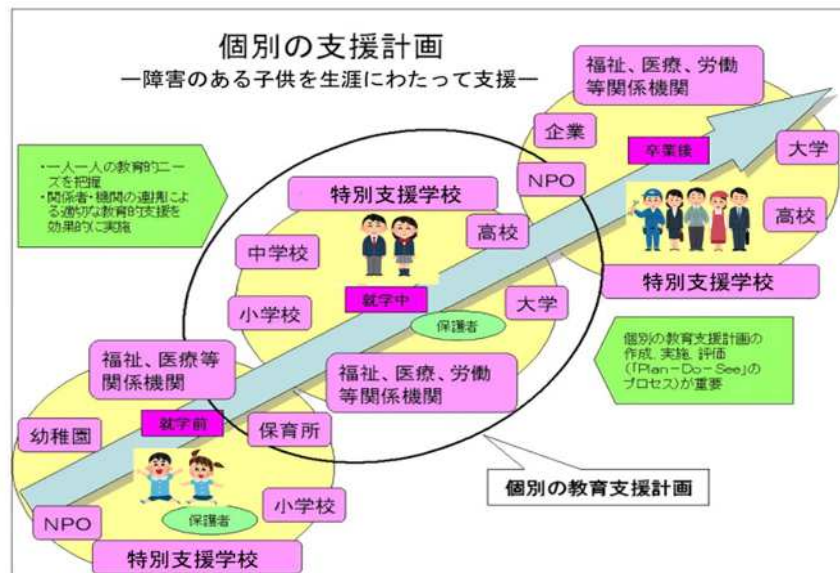 個別の支援計画
ー障害のある子供を生涯にわたって支援ー
福祉、医療、労働
等関係機関
企業
卒業後
大学
NPO
高校
特別支援学校
・一人一人の教育的ニー
ズを把握
・関係者・機関の連携によ
る適切な教育的支援を
効果的に実施
特別支援学校
中学校
高校
小学校
就学中
大学
保護者
福祉、医療、労働
等関係機関
個別の教育支援計画の
作成、実施、評価
(「Plan－Do－See」の
プロセス)が重要
福祉、医療等
関係機関
幼稚園
就学前
保育所
小学校
NPO
保護者
特別支援学校
個別の教育支援計画